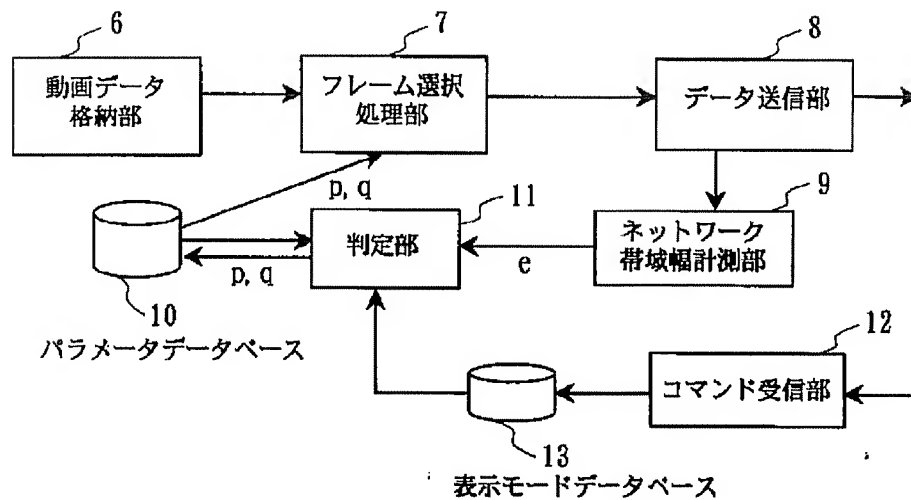 6
動画データ
格納部
7
フレーム選択
処理部
8
データ送信部
p, q
11
判定部
p, q
e
9
ネットワーク
帯域幅計測部
10
パラメータデータベース
12
コマンド受信部
13
表示モードデータベース